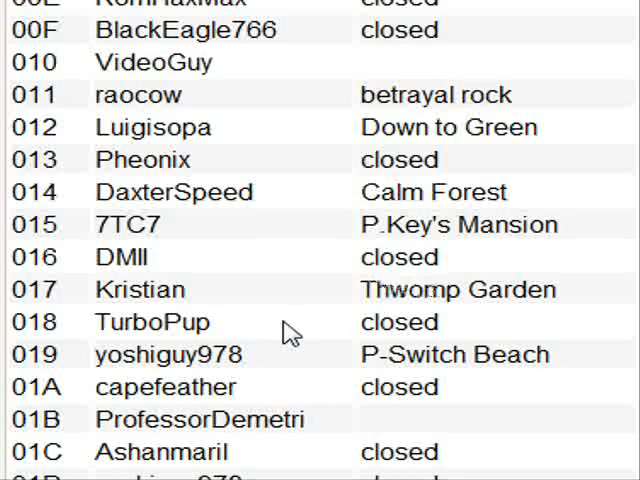 00E closed
00F BlackEagle766 closed
010 VideoGuy
011 raocow betrayal rock
012 Luigisopa Down to Green
013 Pheonix closed
014 DaxterSpeed Calm Forest
015 7TC7 P.Key's Mansion
016 DMII closed
017 Kristian Thwomp Garden
018 TurboPup closed
019 yoshiguy978 P-Switch Beach
01A capefeather closed
01B ProfessorDemetri
01C Ashanmaril closed